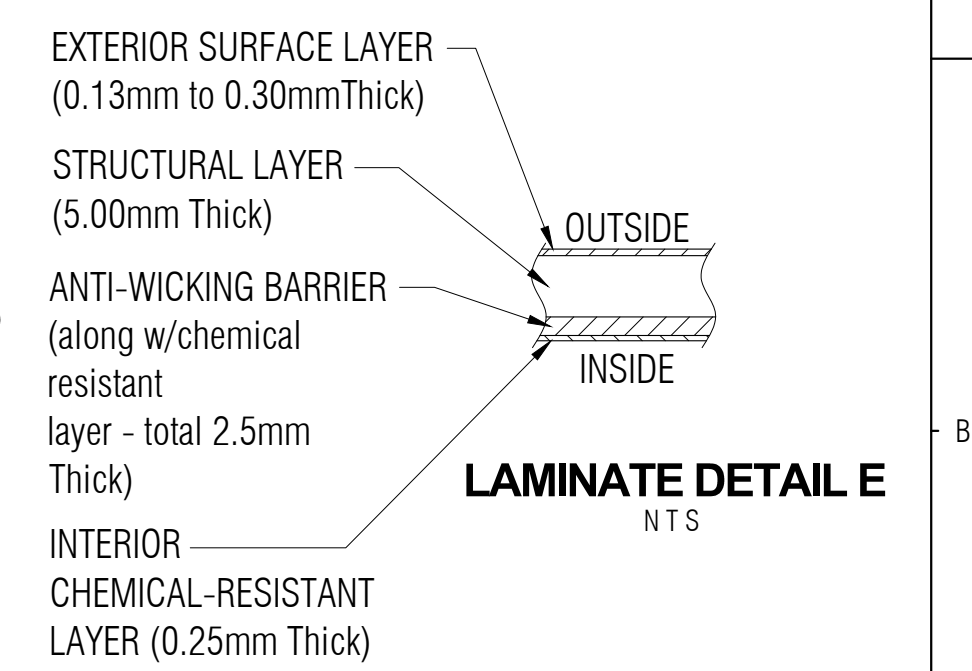 EXTERIOR SURFACE LAYER
(0.13mm to 0.30mmThick)
STRUCTURAL LAYER
(5.00mm Thick)
ANTI-WICKING BARRIER
(along w/chemical
resistant
layer - total 2.5mm
Thick)
INTERIOR
CHEMICAL-RESISTANT
LAYER (0.25mm Thick)
OUTSIDE
INSIDE
LAMINATE DETAIL E
NTS
B